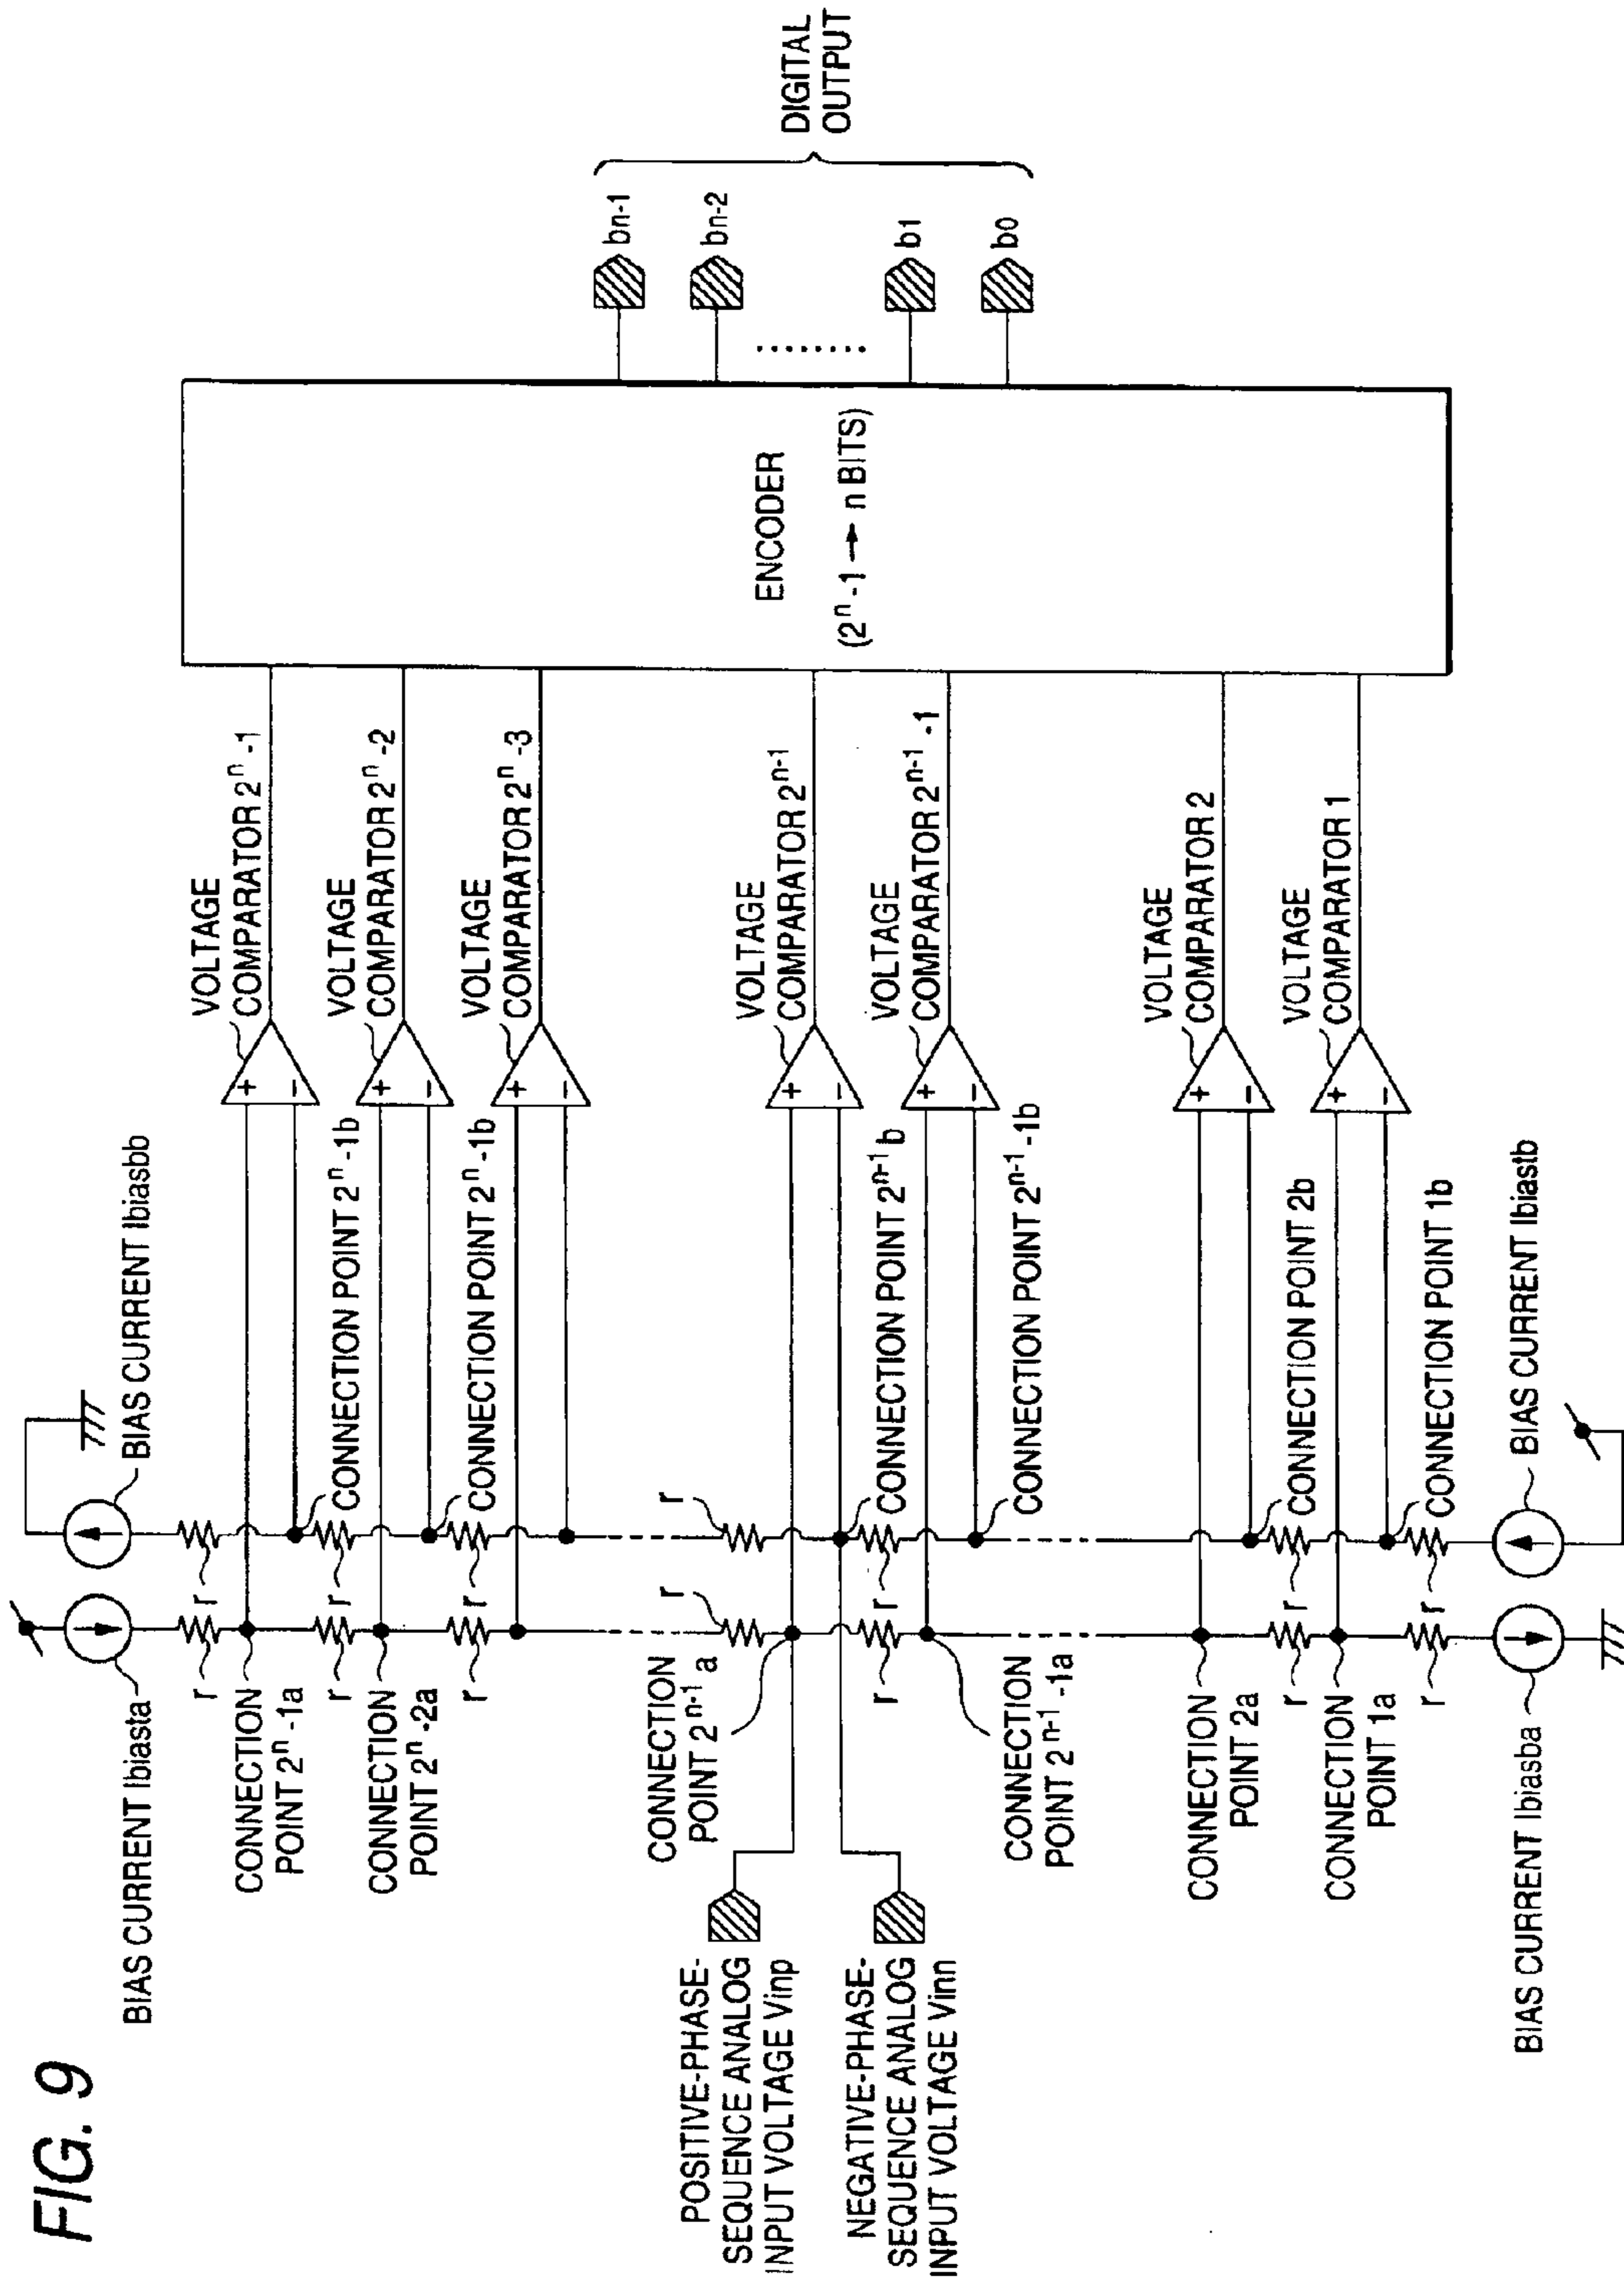 FIG. 9
BIAS CURRENT Ibiasta
BIAS CURRENT Ibiasbb
r
r
CONNECTION
POINT 2ⁿ-1a
CONNECTION POINT 2ⁿ-1b
VOLTAGE
COMPARATOR 2ⁿ-1
+
-
r
r
CONNECTION
POINT 2ⁿ-2a
CONNECTION POINT 2ⁿ-1b
VOLTAGE
COMPARATOR 2ⁿ-2
+
-
r
r
VOLTAGE
COMPARATOR 2ⁿ-3
+
-
r
r
CONNECTION
POINT 2ⁿ⁻¹ a
CONNECTION POINT 2ⁿ⁻¹ b
VOLTAGE
COMPARATOR 2ⁿ⁻¹
+
-
POSITIVE-PHASE-
SEQUENCE ANALOG
INPUT VOLTAGE Vinp
NEGATIVE-PHASE-
SEQUENCE ANALOG
INPUT VOLTAGE Vinn
r
r
CONNECTION
POINT 2ⁿ⁻¹ -1a
CONNECTION POINT 2ⁿ⁻¹-1b
VOLTAGE
COMPARATOR 2ⁿ⁻¹ -1
+
-
CONNECTION
POINT 2a
CONNECTION POINT 2b
VOLTAGE
COMPARATOR 2
+
-
r
r
CONNECTION
POINT 1a
CONNECTION POINT 1b
VOLTAGE
COMPARATOR 1
+
-
r
r
BIAS CURRENT Ibiasba
BIAS CURRENT Ibiastb
ENCODER
(2ⁿ -1 → n BITS)
bn-1
bn-2
........
b1
b0
DIGITAL
OUTPUT